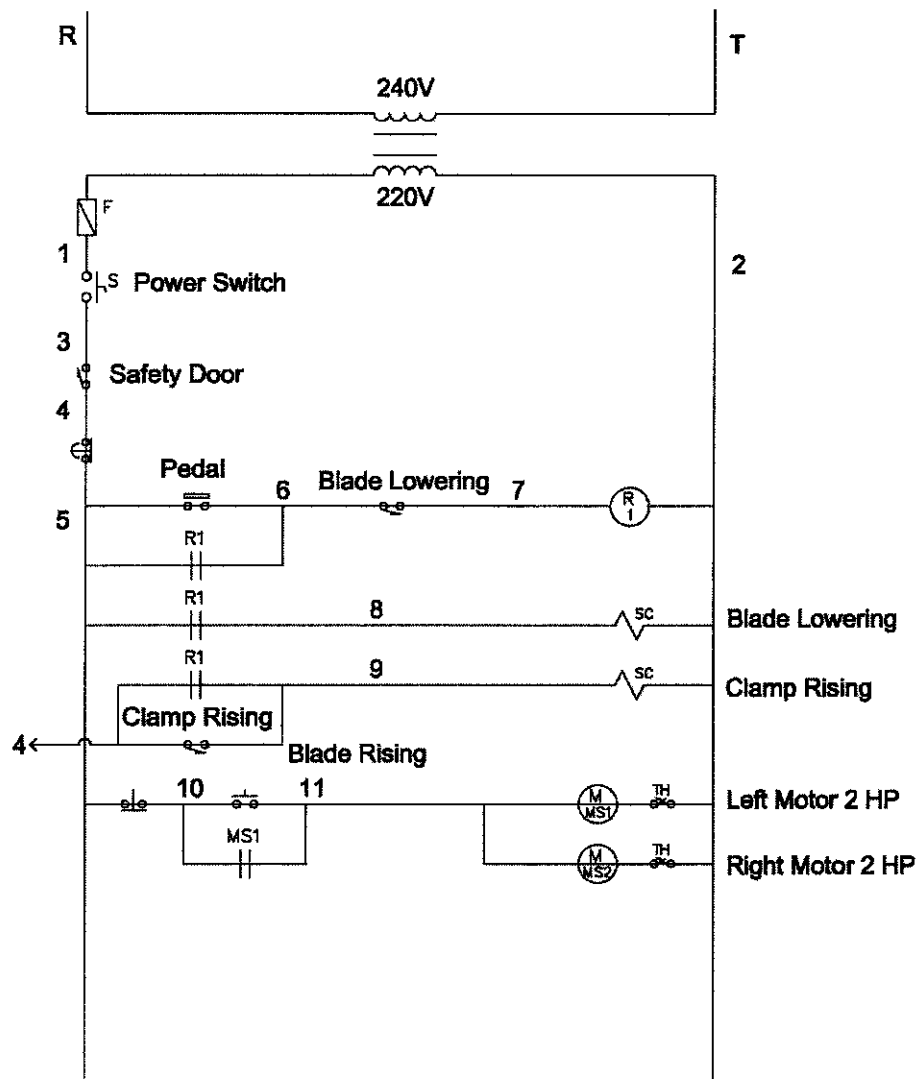 R
T
240V
220V
F
1
2
S Power Switch
3
Safety Door
4
Pedal
6 Blade Lowering 7
5
R
1
R1
R1
8
SC Blade Lowering
R1
9
SC Clamp Rising
Clamp Rising
4
Blade Rising
10 11
M
MS1
TH
Left Motor 2 HP
MS1
M
MS2
TH
Right Motor 2 HP